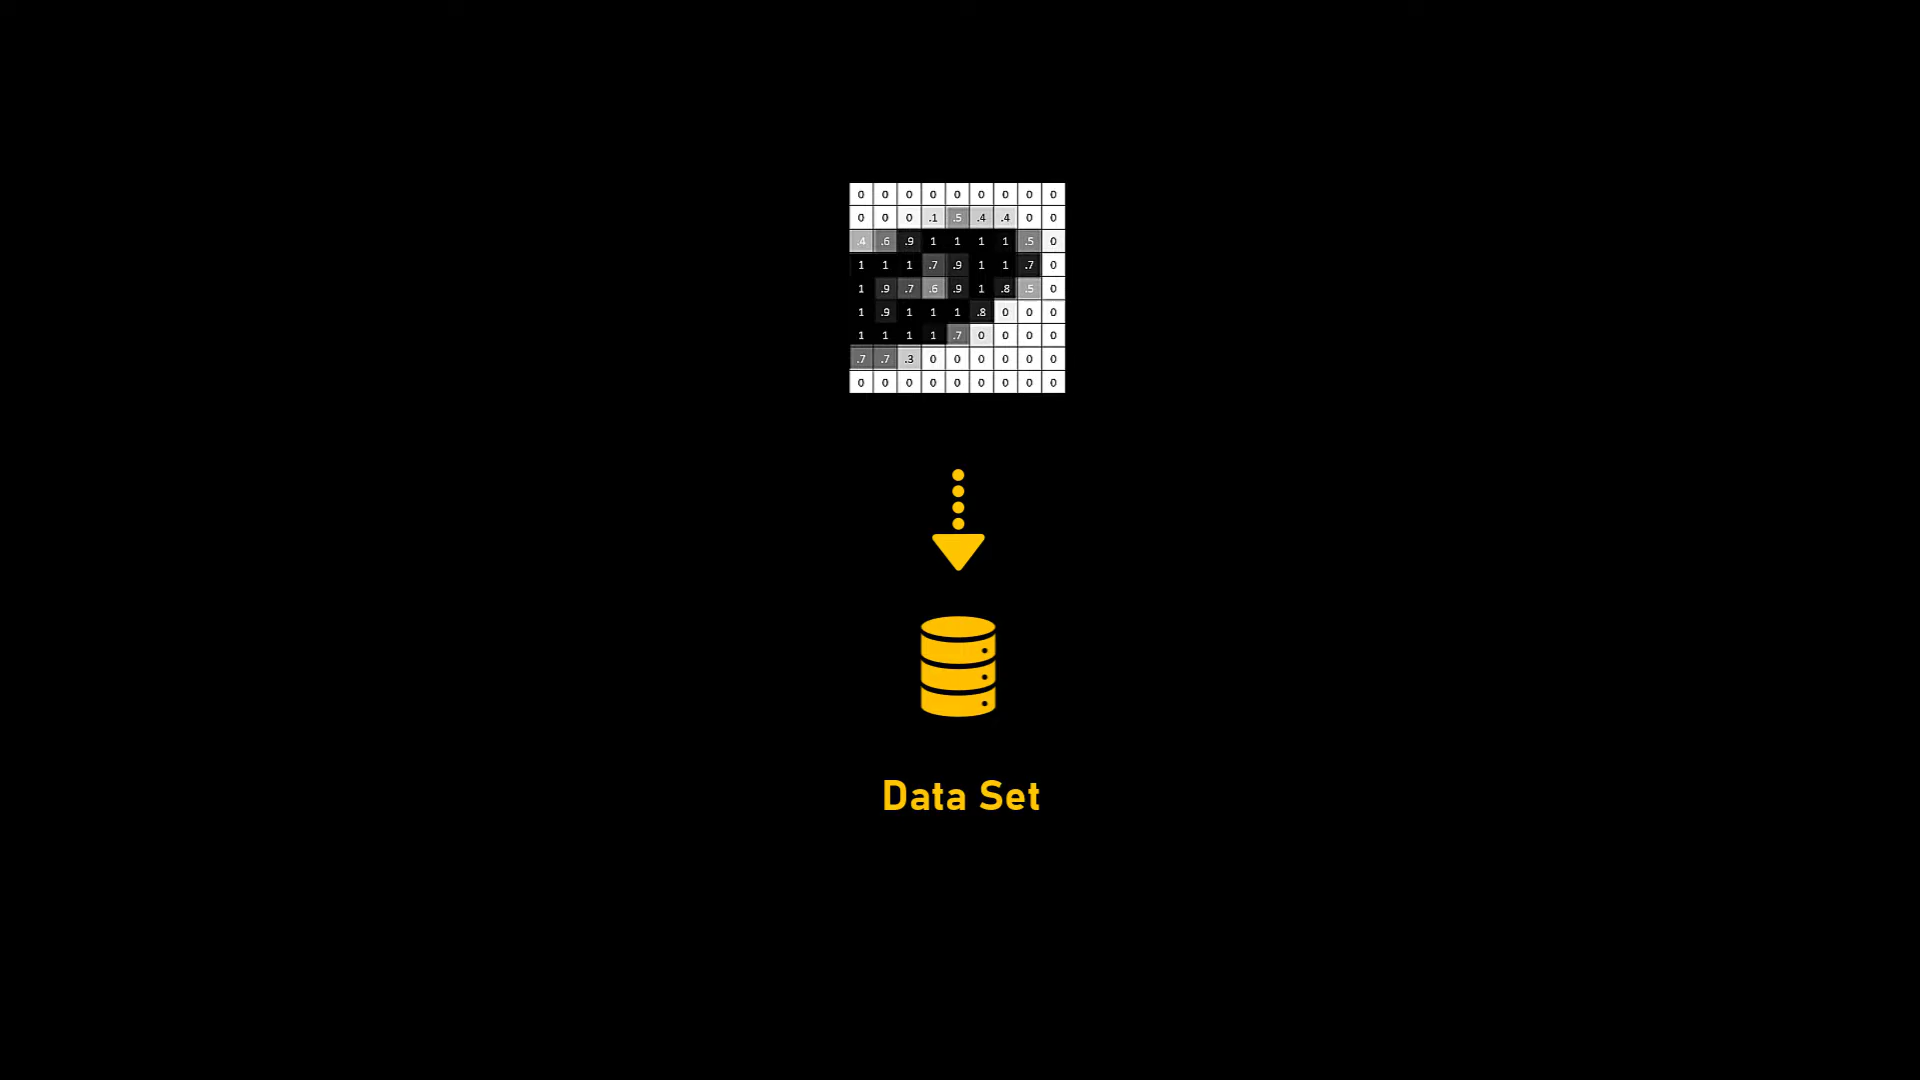 0 0 0 0 0 0 0 0 0
0 0 0 .1 .5 .4 .4 0 0
.4 .6 .9 1 1 1 1 .5 0
1 1 1 .7 .9 1 1 .7 0
1 .9 .7 .6 .9 1 .8 .5 0
1 .9 1 1 1 .8 0 0 0
1 1 1 1 .7 0 0 0 0
.7 .7 .3 0 0 0 0 0 0
0 0 0 0 0 0 0 0 0
Data Set